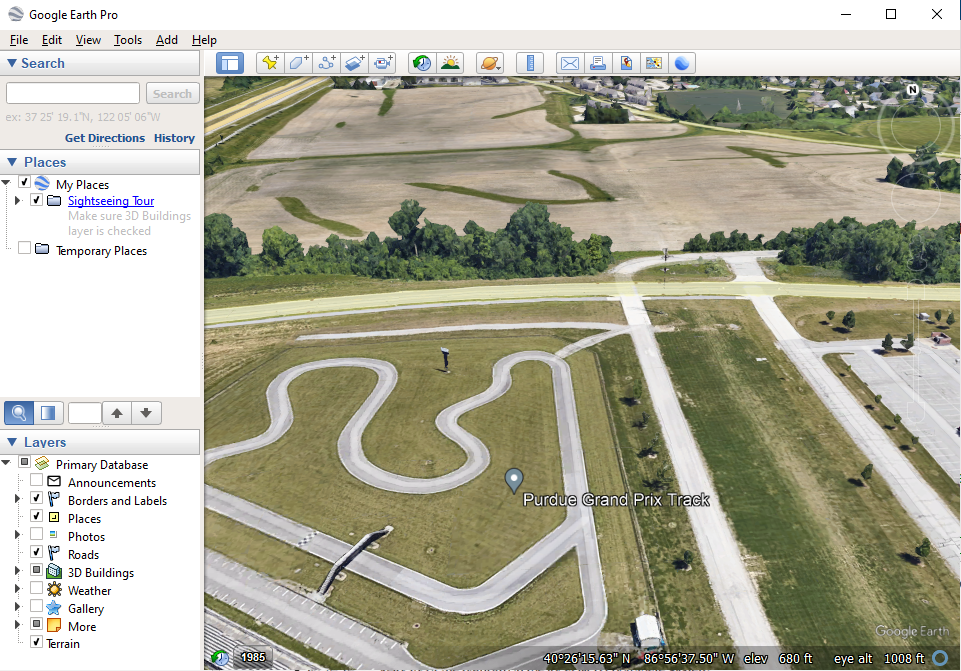 Google Earth Pro
File Edit View Tools Add Help
Search
Search
ex: 37 25' 19.1"N, 122 05' 06"W
Get Directions History
Places
My Places
Sightseeing Tour
Make sure 3D Buildings
layer is checked
Temporary Places
Layers
Primary Database
Announcements
Borders and Labels
Places
Photos
Roads
3D Buildings
Weather
Gallery
More
Terrain
N
Purdue Grand Prix Track
Google Earth
1985
40°26'15.63" N -86°56'37.50" W elev 680 ft eye alt 1008 ft